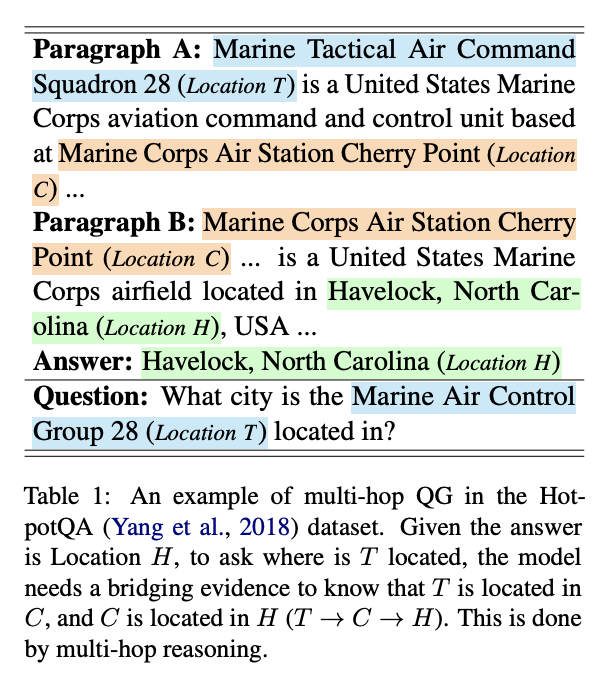 Paragraph A: Marine Tactical Air Command
Squadron 28 (Location T) is a United States Marine
Corps aviation command and control unit based
at Marine Corps Air Station Cherry Point (Location
C) ...
Paragraph B: Marine Corps Air Station Cherry
Point (Location C) ... is a United States Marine
Corps airfield located in Havelock, North Car-
olina (Location H), USA ...
Answer: Havelock, North Carolina (Location H)
Question: What city is the Marine Air Control
Group 28 (Location T) located in?
Table 1: An example of multi-hop QG in the Hot-
potQA (Yang et al., 2018) dataset. Given the answer
is Location H, to ask where is T located, the model
needs a bridging evidence to know that T is located in
C, and C is located in H (T → C → H). This is done
by multi-hop reasoning.